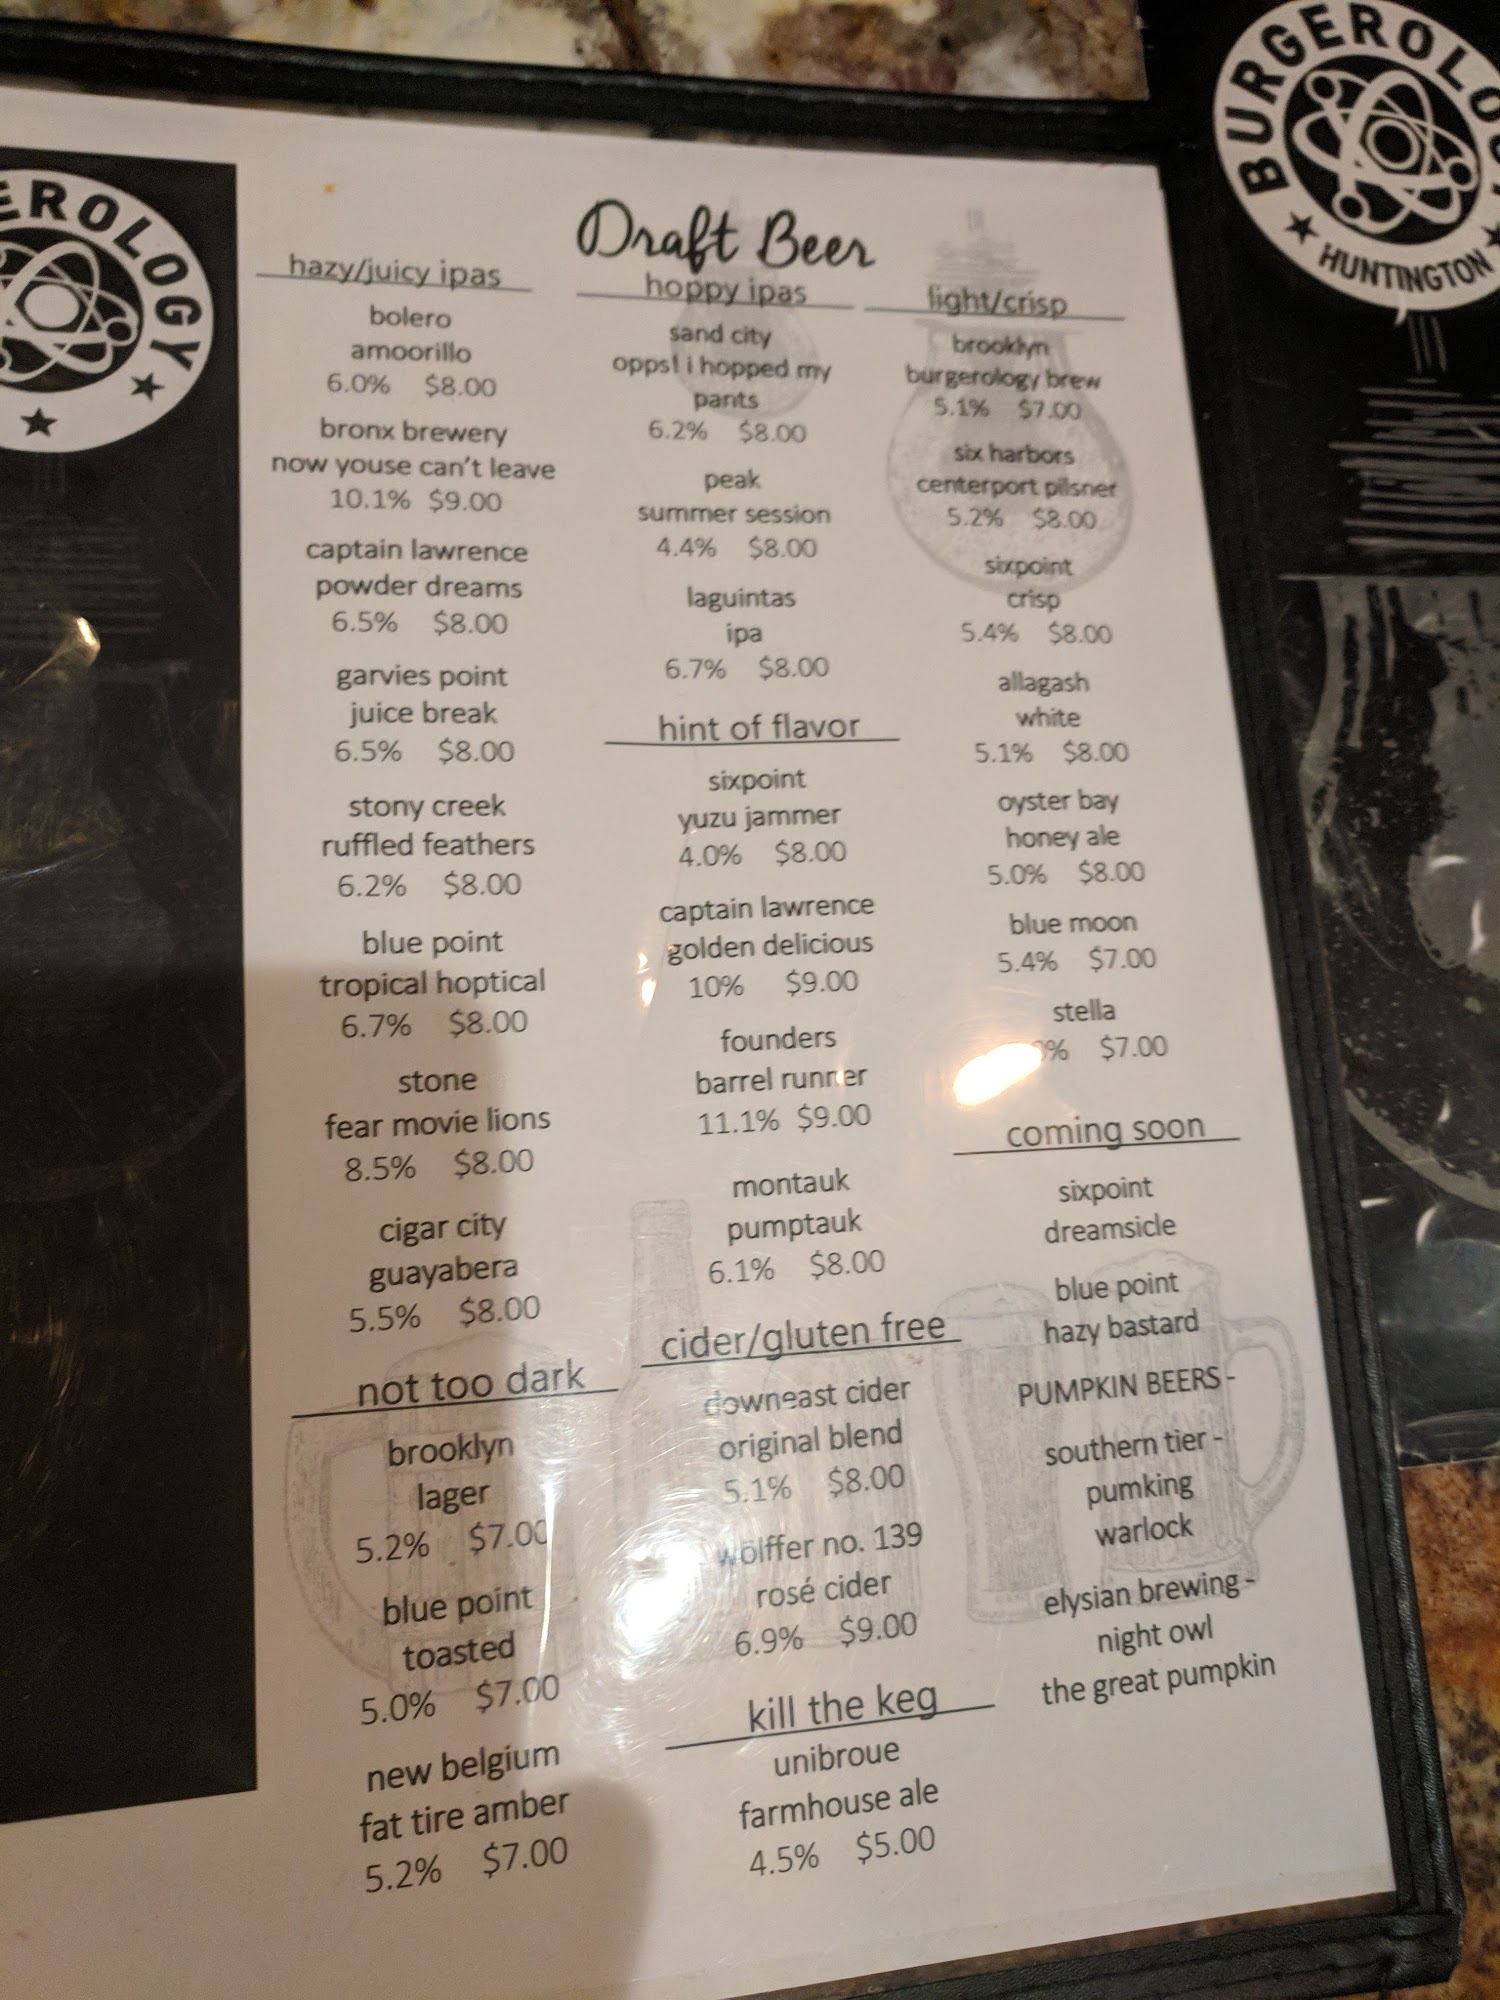 EROLOGY
BURGEROLOGY
HUNTINGTON
Draft Beer
hazy/juicy ipas
bolero
amoorillo
6.0% $8.00
bronx brewery
now youse can't leave
10.1% $9.00
captain lawrence
powder dreams
6.5% $8.00
garvies point
juice break
6.5% $8.00
stony creek
ruffled feathers
6.2% $8.00
blue point
tropical hoptical
6.7% $8.00
stone
fear movie lions
8.5% $8.00
cigar city
guayabera
5.5% $8.00
not too dark
brooklyn
lager
5.2% $7.00
blue point
toasted
5.0% $7.00
new belgium
fat tire amber
5.2% $7.00
hoppy ipas
sand city
opps! i hopped my
pants
6.2% $8.00
peak
summer session
4.4% $8.00
laguintas
ipa
6.7% $8.00
hint of flavor
sixpoint
yuzu jammer
4.0% $8.00
captain lawrence
golden delicious
10% $9.00
founders
barrel runner
11.1% $9.00
montauk
pumptauk
6.1% $8.00
cider/gluten free
downeast cider
original blend
5.1% $8.00
wölffer no. 139
rosé cider
6.9% $9.00
kill the keg
unibroue
farmhouse ale
4.5% $5.00
light/crisp
brooklyn
burgerology brew
5.1% $7.00
six harbors
centerport pilsner
5.2% $8.00
sixpoint
crisp
5.4% $8.00
allagash
white
5.1% $8.00
oyster bay
honey ale
5.0% $8.00
blue moon
5.4% $7.00
stella
% $7.00
coming soon
sixpoint
dreamsicle
blue point
hazy bastard
PUMPKIN BEERS -
southern tier -
pumking
warlock
elysian brewing -
night owl
the great pumpkin